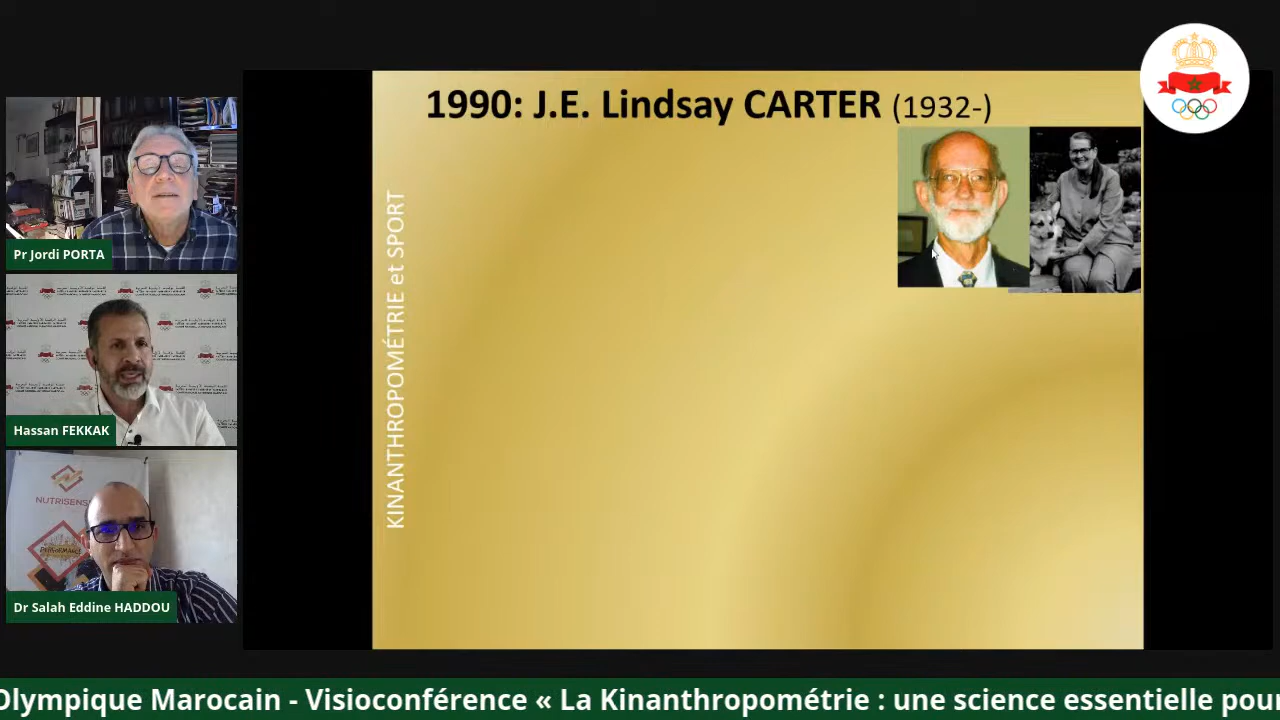 1990: J.E. Lindsay CARTER (1932-)
KINANTHROPOMÉTRIE et SPORT
Pr Jordi PORTA
Hassan FEKKAK
NUTRISENS
PERFORMANCE
Dr Salah Eddine HADDOU
Olympique Marocain - Visioconférence « La Kinanthropométrie : une science essentielle pour